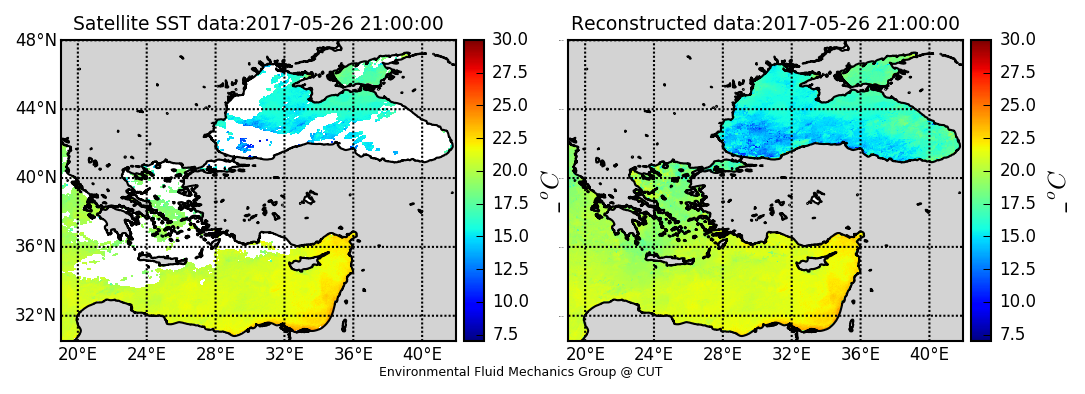 Satellite SST data:2017-05-26 21:00:00
Reconstructed data:2017-05-26 21:00:00
48°N
44°N
40°N
36°N
32°N
20°E 24°E 28°E 32°E 36°E 40°E
30.0
27.5
25.0
22.5
20.0
17.5
15.0
12.5
10.0
7.5
°C
20°E 24°E 28°E 32°E 36°E 40°E
30.0
27.5
25.0
22.5
20.0
17.5
15.0
12.5
10.0
7.5
°C
Environmental Fluid Mechanics Group @ CUT